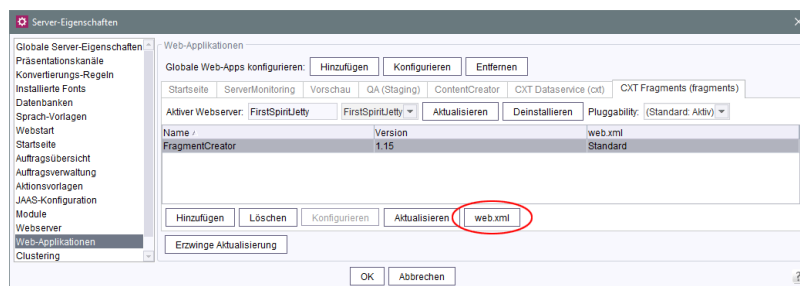 Server-Eigenschaften
Globale Server-Eigenschaften
Präsentationskanäle
Konvertierungs-Regeln
Installierte Fonts
Datenbanken
Sprach-Vorlagen
Webstart
Startseite
Auftragsübersicht
Auftragsverwaltung
Aktionsvorlagen
JAAS-Konfiguration
Module
Webserver
Web-Applikationen
Clustering
Web-Applikationen
Globale Web-Apps konfigurieren: Hinzufügen Konfigurieren Entfernen
Startseite ServerMonitoring Vorschau QA (Staging) ContentCreator CXT Dataservice (cxt) CXT Fragments (fragments)
Aktiver Webserver: FirstSpiritJetty FirstSpiritJetty Aktualisieren Deinstallieren Pluggability: (Standard: Aktiv)
Name Version web.xml
FragmentCreator 1.15 Standard
Hinzufügen Löschen Konfigurieren Aktualisieren web.xml
Erzwinge Aktualisierung
OK Abbrechen